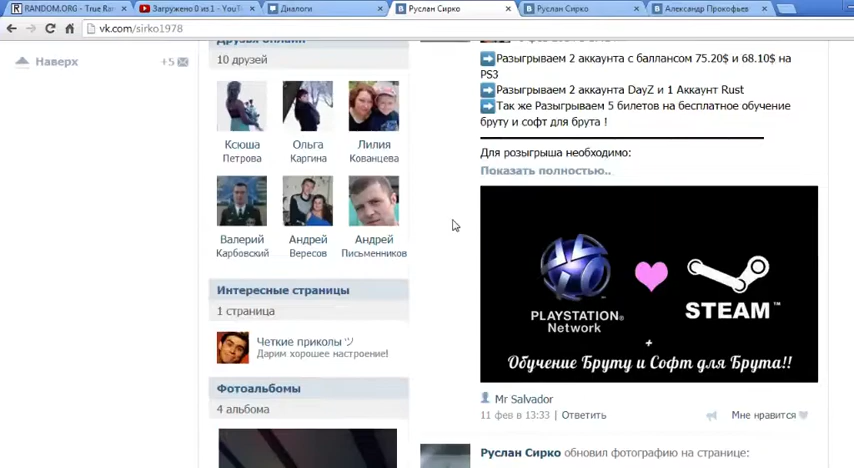 RANDOM.ORG - True Ran
Загружено 0 из 1 - YouT
Диалоги
Руслан Сирко
Руслан Сирко
Александр Прокофьев
vk.com/sirko1978
Наверх
+5
Друзья онлайн
10 друзей
Ксюша
Петрова
Ольга
Каргина
Лилия
Кованцева
Валерий
Карбовский
Андрей
Вересов
Андрей
Письменников
Интересные страницы
1 страница
Четкие приколы ツ
Дарим хорошее настроение!
Фотоальбомы
4 альбома
Разыгрываем 2 аккаунта с баллансом 75.20$ и 68.10$ на
PS3
Разыгрываем 2 аккаунта DayZ и 1 Аккаунт Rust
Так же Разыгрываем 5 билетов на бесплатное обучение
бруту и софт для брута !
Для розыгрыша необходимо:
Показать полностью..
PLAYSTATION®
Network
STEAM™
+
Обучение Бруту и Софт для Брута!!
Mr Salvador
11 фев в 13:33 | Ответить
Мне нравится
Руслан Сирко обновил фотографию на странице: